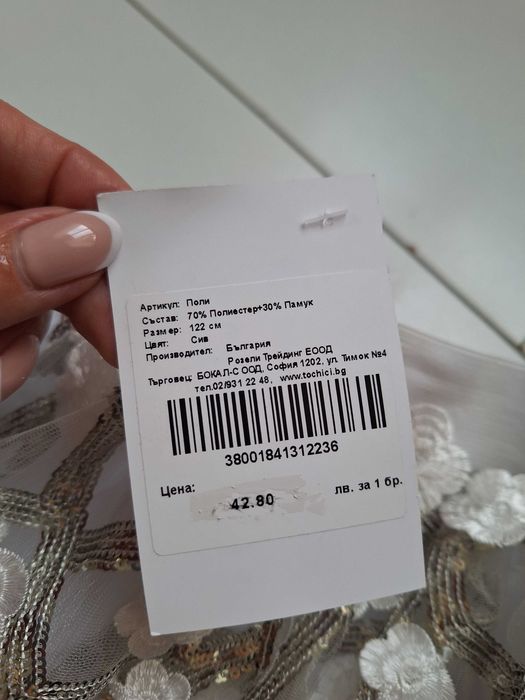 Артикул: Поли
Състав: 70% Полиестер+30% Памук
Размер: 122 см
Цвят: Сив
Производител: България
Розели Трейдинг ЕООД
Търговец: БОКАЛ-С ООД, София 1202, ул. Тимок №4
тел.02/931 22 48, www.tochici.bg
38001841312236
Цена: 42.80 лв. за 1 бр.